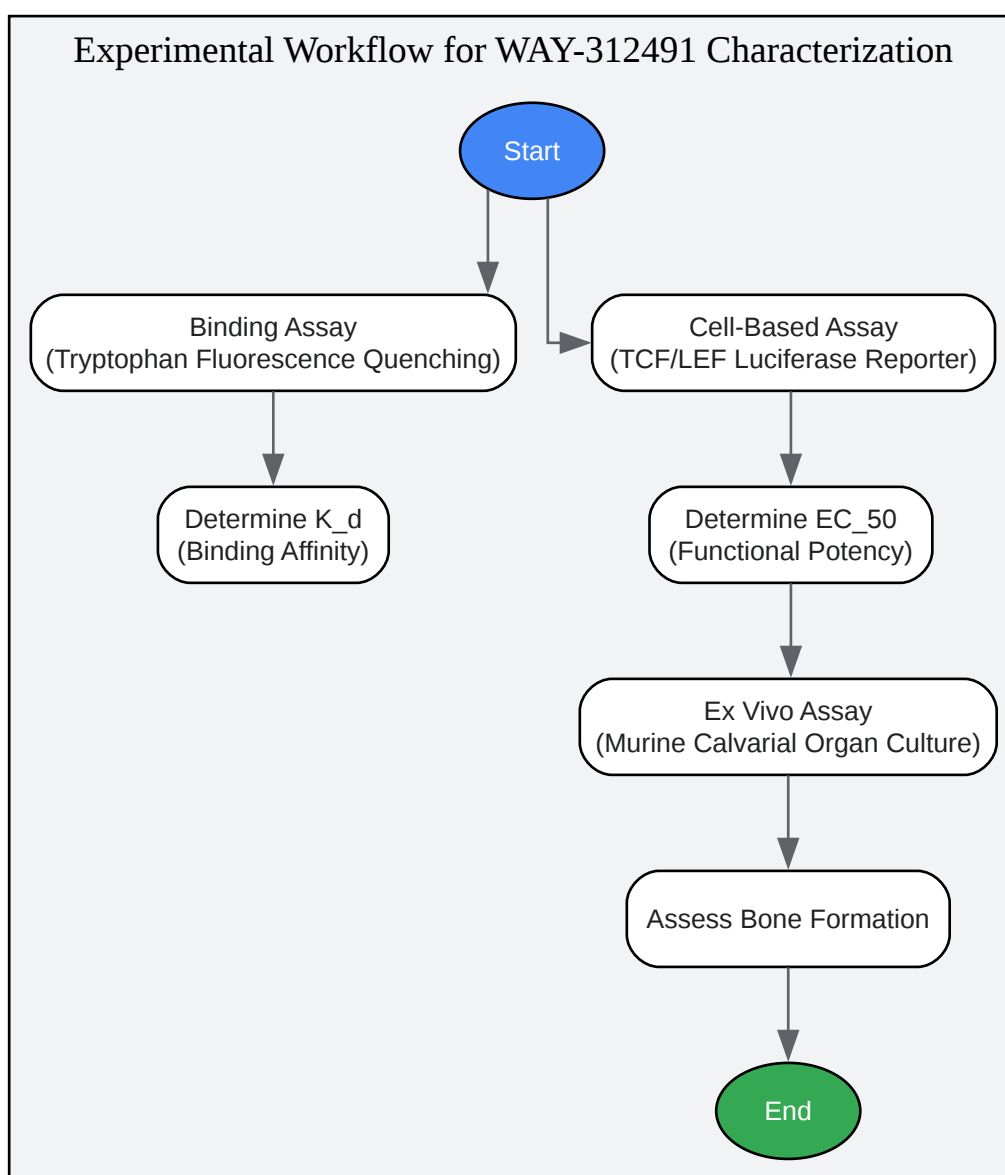 Experimental Workflow for WAY-312491 Characterization
Start
Binding Assay
(Tryptophan Fluorescence Quenching)
Cell-Based Assay
(TCF/LEF Luciferase Reporter)
Determine K_d
(Binding Affinity)
Determine EC_50
(Functional Potency)
Ex Vivo Assay
(Murine Calvarial Organ Culture)
Assess Bone Formation
End